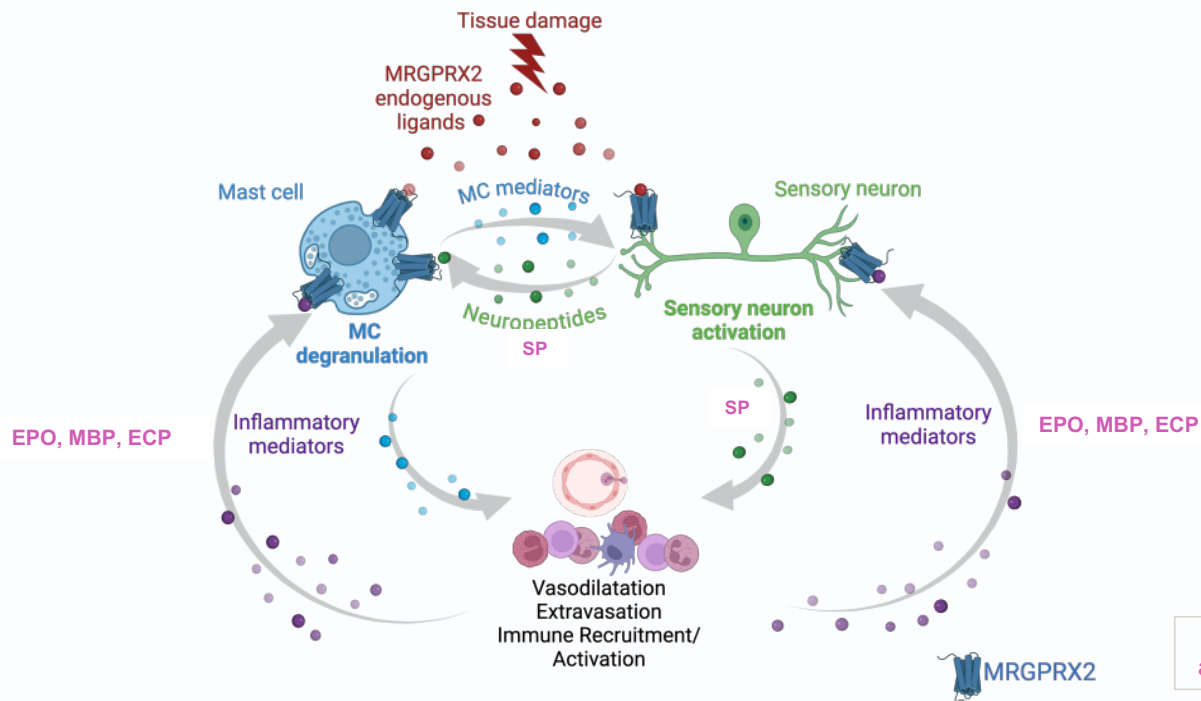 Tissue damage
MRGPRX2
endogenous
ligands
Mast cell
MC mediators
Sensory neuron
Neuropeptides
SP
MC
degranulation
Sensory neuron
activation
SP
EPO, MBP, ECP
Inflammatory
mediators
Inflammatory
mediators
EPO, MBP, ECP
Vasodilatation
Extravasation
Immune Recruitment/
Activation
MRGPRX2